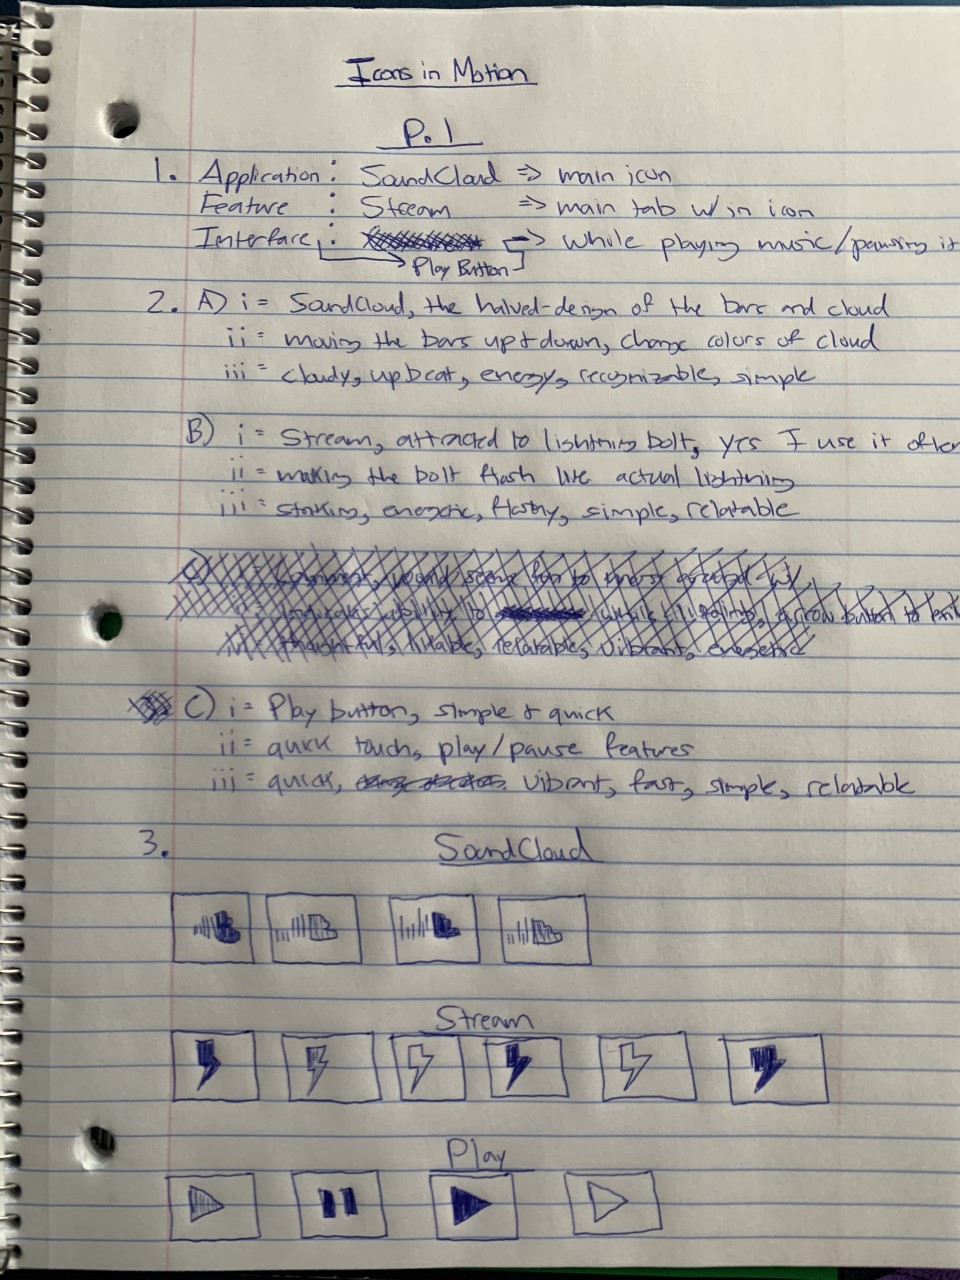 Icons in Motion
P. 1
1. Application : SoundCloud => main icon
Feature : Stream => main tab w/in icon
Interface : => while playing music/pausing it
Play Button
2. A) i = SoundCloud, the halved-design of the bars and cloud
ii = moving the bars up & down, change colors of cloud
iii = cloudy, upbeat, energy, recognizable, simple
B) i = Stream, attracted to lightning bolt, yes I use it often
ii = making the bolt flash like actual lightning
iii = striking, energetic, flashy, simple, relatable
C) i = Play button, simple & quick
ii = quick touch, play/pause features
iii = quick, vibrant, fast, simple, relatable
3. SoundCloud
Stream
Play